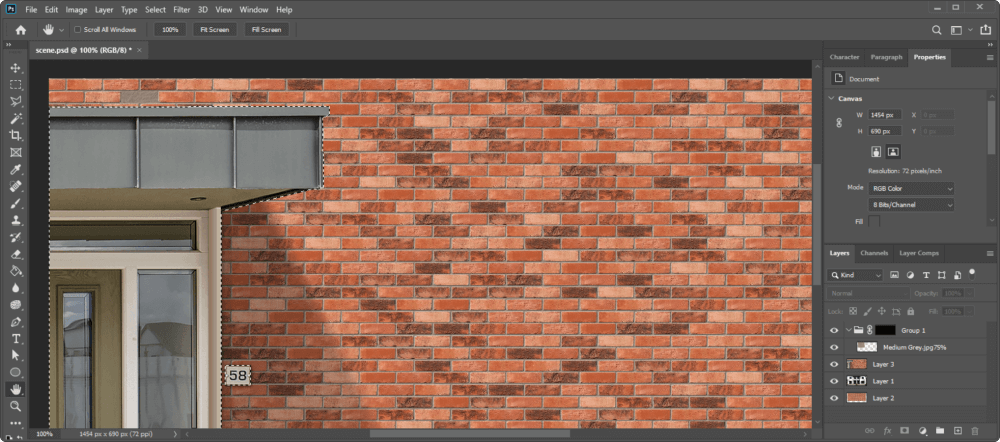 Ps File Edit Image Layer Type Select Filter 3D View Window Help
Scroll All Windows 100% Fit Screen Fill Screen
scene.psd @ 100% (RGB/8) * ×
Character Paragraph Properties
Document
Canvas
W 1454 px X 0 px
H 690 px Y 0 px
Resolution: 72 pixels/inch
Mode RGB Color
8 Bits/Channel
Fill
Layers Channels Layer Comps
Kind
Normal Opacity: 100%
Lock: Fill: 100%
Group 1
Medium Grey.jpg75%
Layer 3
Layer 1
Layer 2
fx
58
100% 1454 px x 690 px (72 ppi)